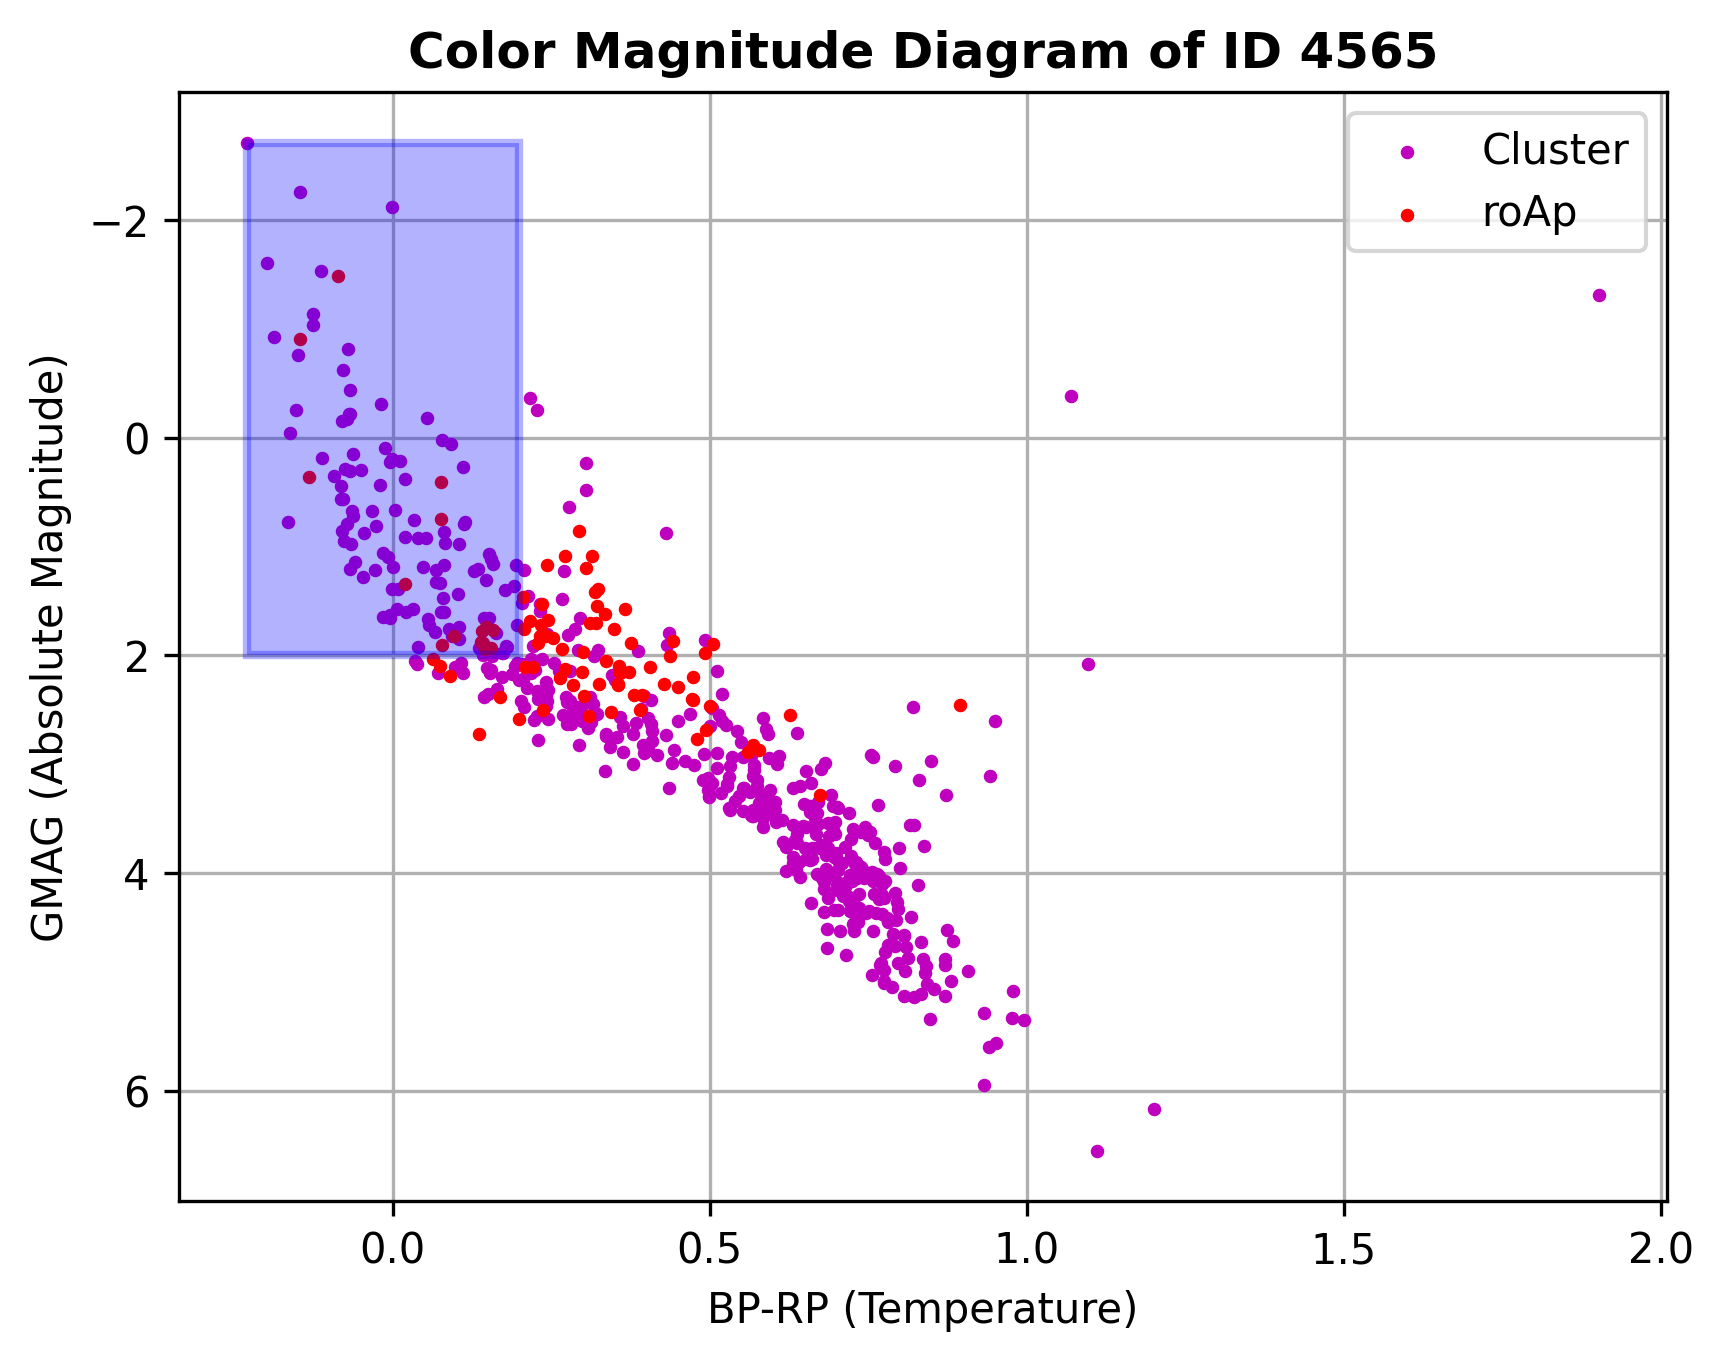 Color Magnitude Diagram of ID 4565
Cluster
roAp
−2
0
2
4
6
GMAG (Absolute Magnitude)
0.0 0.5 1.0 1.5 2.0
BP-RP (Temperature)